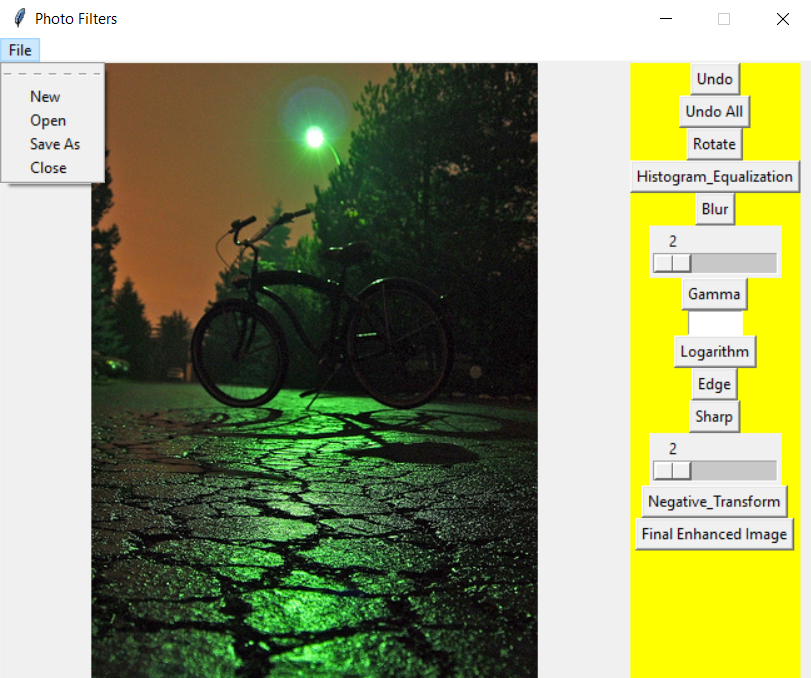 Photo Filters
File
New
Open
Save As
Close
Undo
Undo All
Rotate
Histogram_Equalization
Blur
2
Gamma
Logarithm
Edge
Sharp
2
Negative_Transform
Final Enhanced Image